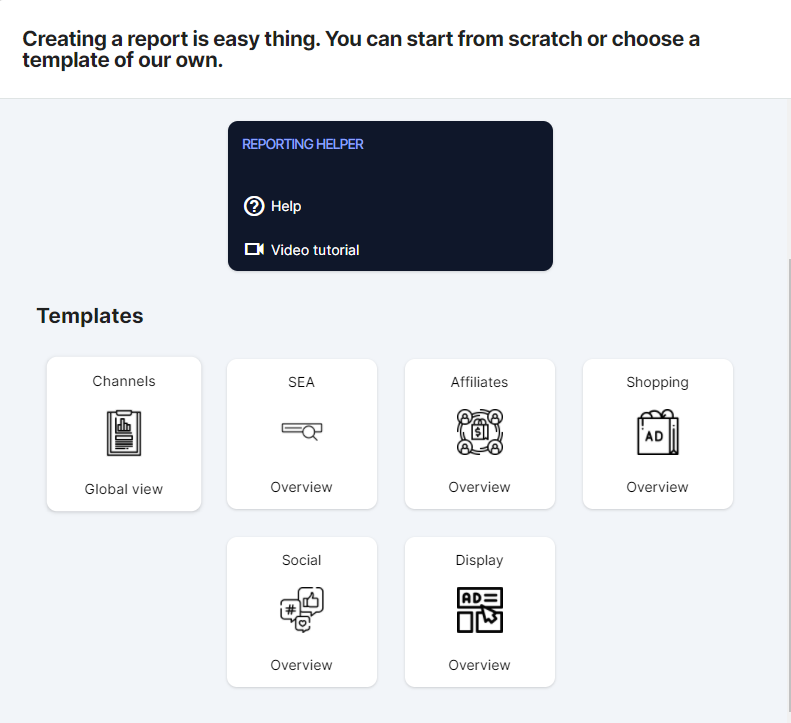 Creating a report is easy thing. You can start from scratch or choose a
template of our own.
REPORTING HELPER
Help
Video tutorial
Templates
Channels
Global view
SEA
Overview
Affiliates
$
Overview
Shopping
AD
Overview
Social
#
Overview
Display
AD
Overview